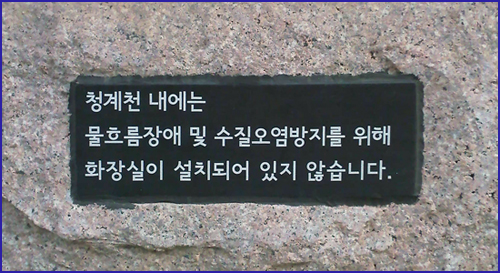 청계천 내에는
물흐름장애 및 수질오염방지를 위해
화장실이 설치되어 있지 않습니다.